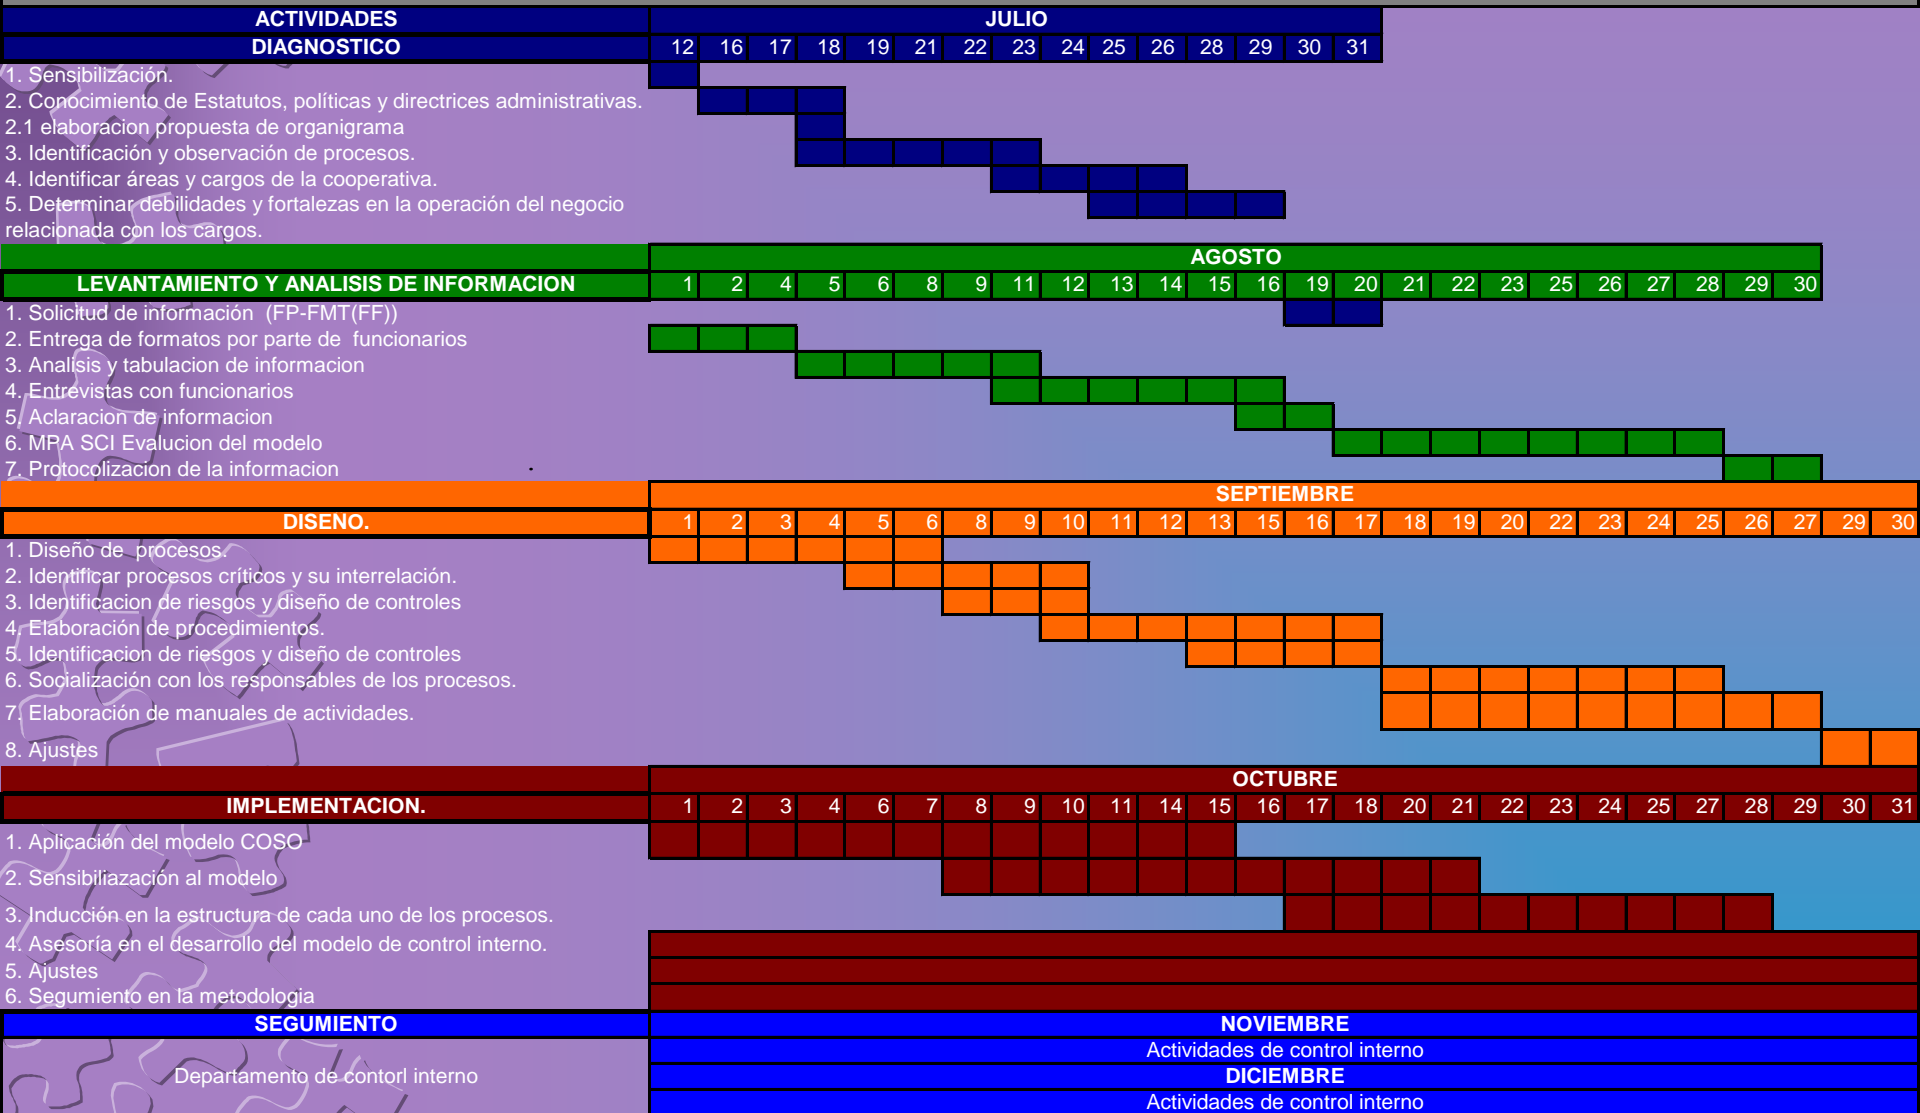 ACTIVIDADES JULIO
DIAGNOSTICO 12 16 17 18 19 21 22 23 24 25 26 28 29 30 31
1. Sensibilización.
2. Conocimiento de Estatutos, políticas y directrices administrativas.
2.1 elaboracion propuesta de organigrama
3. Identificación y observación de procesos.
4. Identificar áreas y cargos de la cooperativa.
5. Determinar debilidades y fortalezas en la operación del negocio
relacionada con los cargos.
AGOSTO
LEVANTAMIENTO Y ANALISIS DE INFORMACION 1 2 4 5 6 8 9 11 12 13 14 15 16 19 20 21 22 23 25 26 27 28 29 30
1. Solicitud de información (FP-FMT(FF))
2. Entrega de formatos por parte de funcionarios
3. Analisis y tabulacion de informacion
4. Entrevistas con funcionarios
5. Aclaracion de informacion
6. MPA SCI Evalucion del modelo
7. Protocolizacion de la informacion .
SEPTIEMBRE
DISENO. 1 2 3 4 5 6 8 9 10 11 12 13 15 16 17 18 19 20 22 23 24 25 26 27 29 30
1. Diseño de procesos.
2. Identificar procesos críticos y su interrelación.
3. Identificacion de riesgos y diseño de controles
4. Elaboración de procedimientos.
5. Identificacion de riesgos y diseño de controles
6. Socialización con los responsables de los procesos.
7. Elaboración de manuales de actividades.
8. Ajustes
OCTUBRE
IMPLEMENTACION. 1 2 3 4 6 7 8 9 10 11 14 15 16 17 18 20 21 22 23 24 25 27 28 29 30 31
1. Aplicación del modelo COSO
2. Sensibiliazación al modelo
3. Inducción en la estructura de cada uno de los procesos.
4. Asesoría en el desarrollo del modelo de control interno.
5. Ajustes
6. Segumiento en la metodologia
SEGUMIENTO NOVIEMBRE
Actividades de control interno
Departamento de contorl interno DICIEMBRE
Actividades de control interno